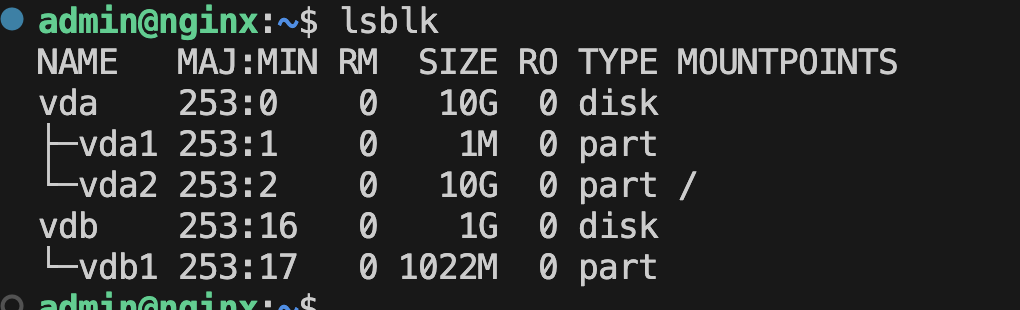 admin@nginx:~$ lsblk
NAME   MAJ:MIN RM  SIZE RO TYPE MOUNTPOINTS
vda    253:0    0   10G  0 disk
├─vda1 253:1    0    1M  0 part
└─vda2 253:2    0   10G  0 part /
vdb    253:16   0    1G  0 disk
└─vdb1 253:17   0 1022M  0 part
admin@nginx:~$